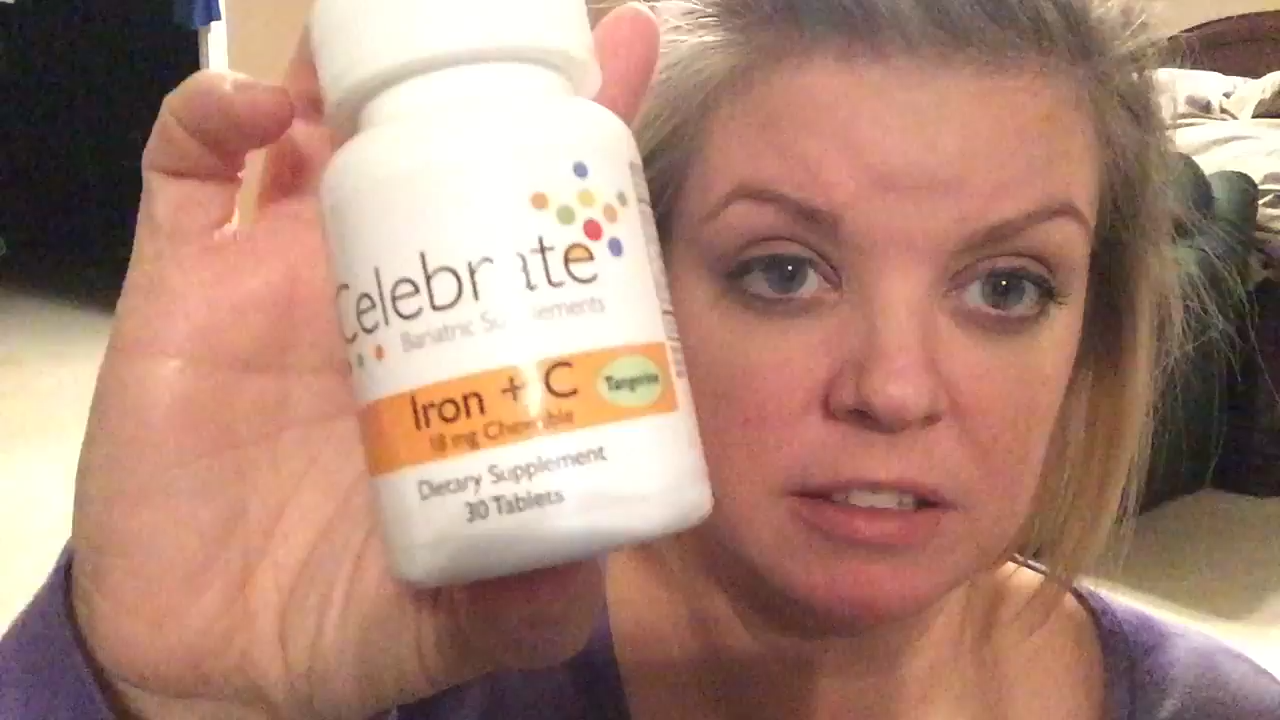 Celebrate
Bariatric Supplements
Iron + C
Tangerine
18 mg Chewable
Dietary Supplement
30 Tablets